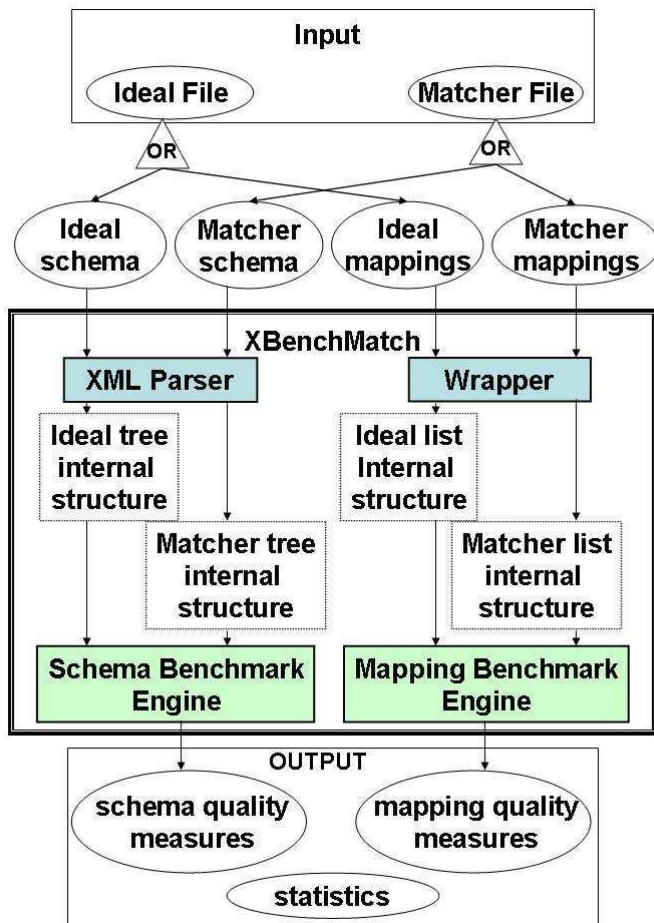 Input
Ideal File
Matcher File
OR
OR
Ideal
schema
Matcher
schema
Ideal
mappings
Matcher
mappings
XBenchMatch
XML Parser
Wrapper
Ideal tree
internal
structure
Ideal list
Internal
structure
Matcher tree
internal
structure
Matcher list
internal
structure
Schema Benchmark
Engine
Mapping Benchmark
Engine
OUTPUT
schema quality
measures
mapping quality
measures
statistics